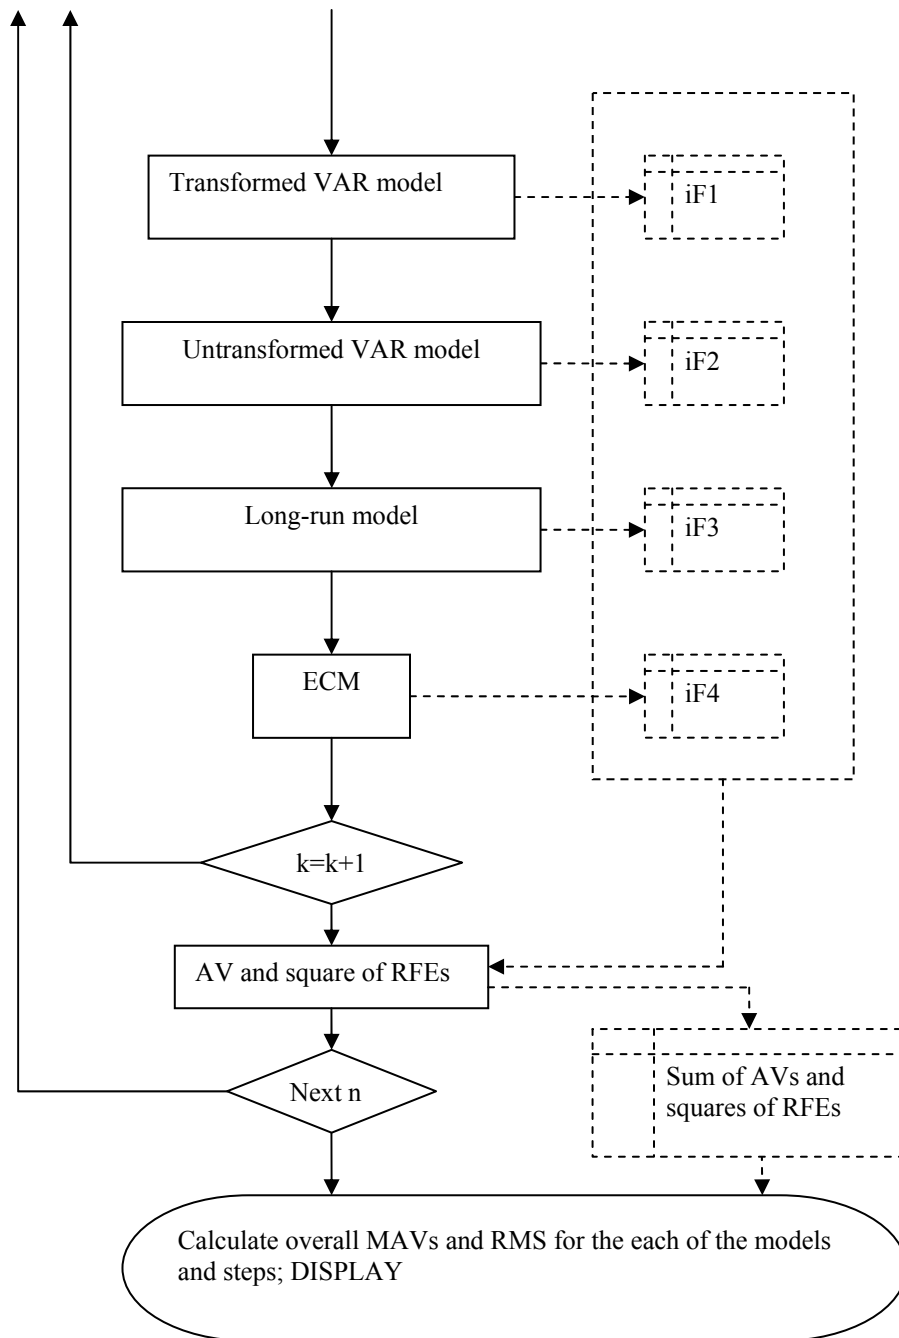 Transformed VAR model
iF1
Untransformed VAR model
iF2
Long-run model
iF3
ECM
iF4
k=k+1
AV and square of RFEs
Next n
Sum of AVs and
squares of RFEs
Calculate overall MAVs and RMS for the each of the models
and steps; DISPLAY